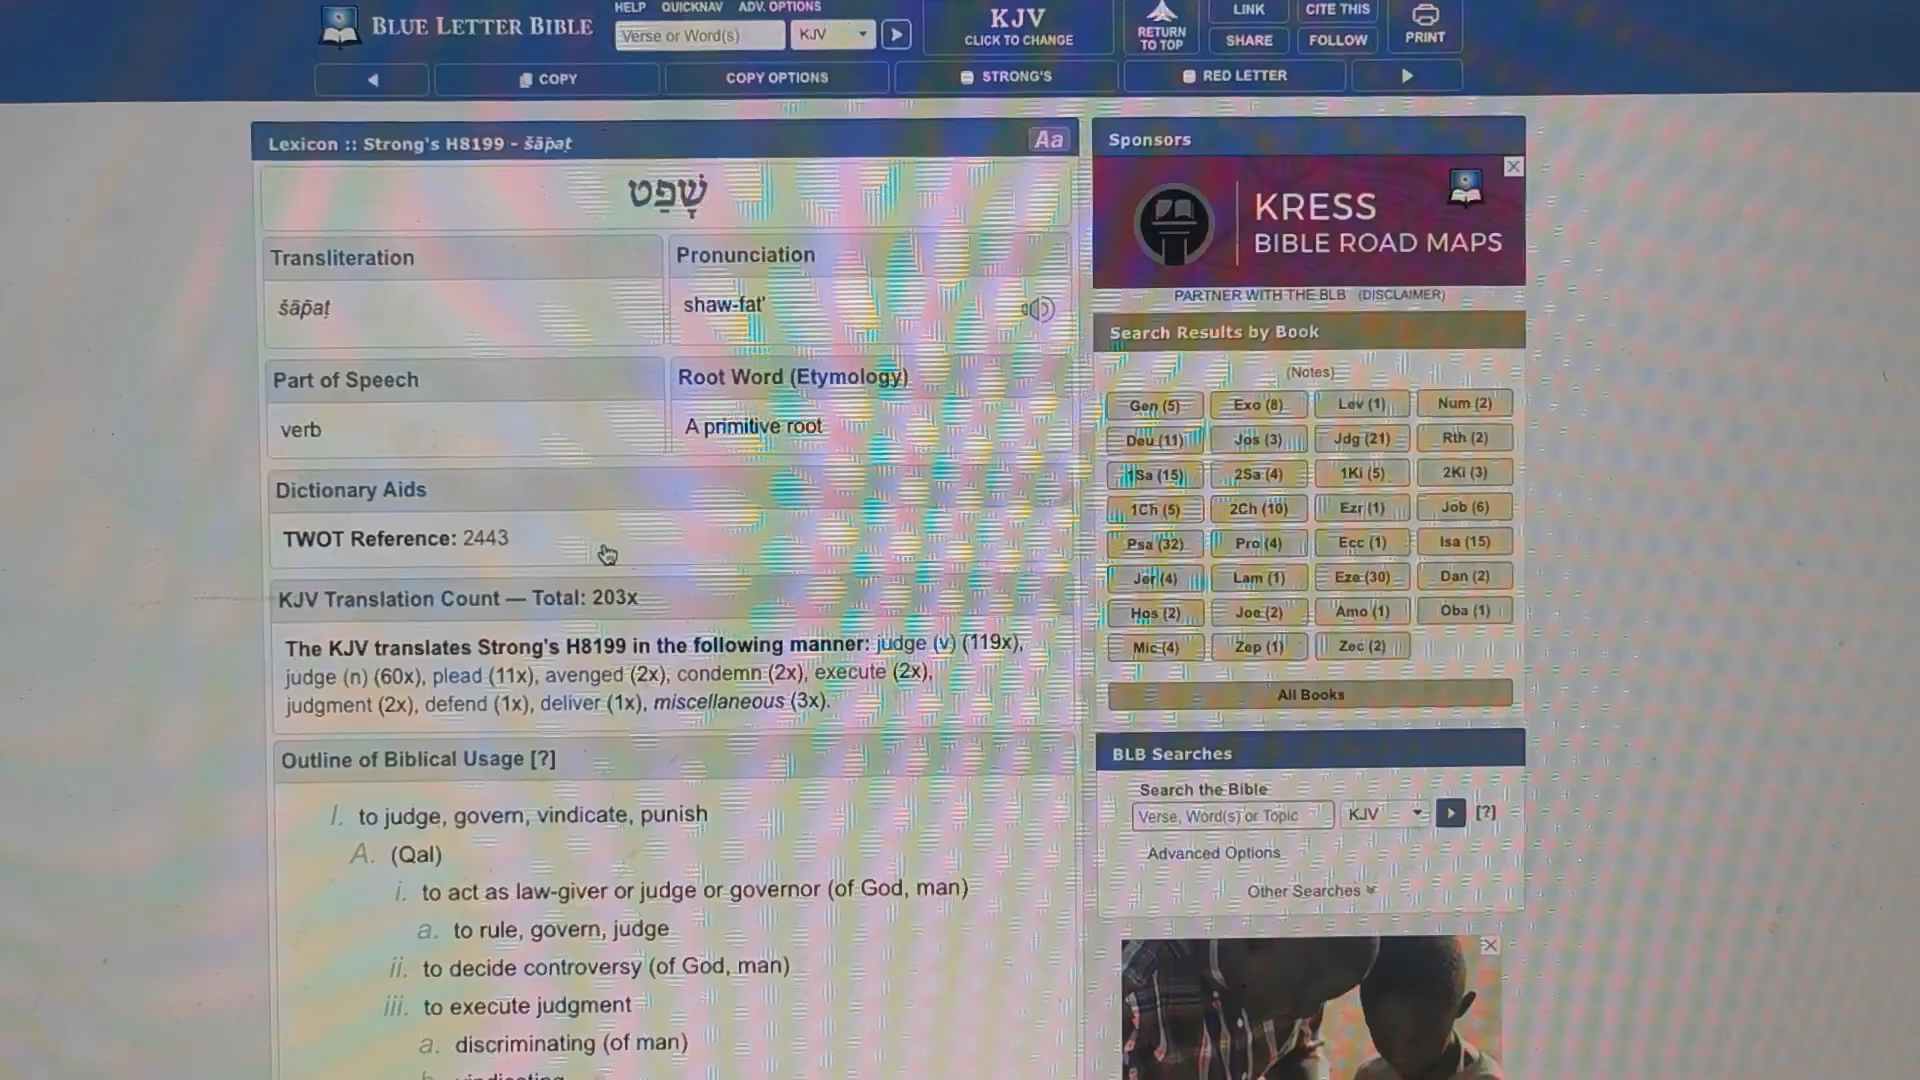 HELP QUICKNAV ADV. OPTIONS
BLUE LETTER BIBLE
Verse or Word(s)
KJV
KJV
CLICK TO CHANGE
RETURN
TO TOP
LINK
CITE THIS
SHARE
FOLLOW
PRINT
COPY
COPY OPTIONS
STRONG'S
RED LETTER
Lexicon :: Strong's H8199 - šāp̄aṭ
Aa
שָׁפַט
Transliteration
šāp̄aṭ
Pronunciation
shaw-fat'
Part of Speech
verb
Root Word (Etymology)
A primitive root
Dictionary Aids
TWOT Reference: 2443
KJV Translation Count — Total: 203x
The KJV translates Strong's H8199 in the following manner: judge (v) (119x),
judge (n) (60x), plead (11x), avenged (2x), condemn (2x), execute (2x),
judgment (2x), defend (1x), deliver (1x), miscellaneous (3x).
Outline of Biblical Usage [?]
I. to judge, govern, vindicate, punish
A. (Qal)
i. to act as law-giver or judge or governor (of God, man)
a. to rule, govern, judge
ii. to decide controversy (of God, man)
iii. to execute judgment
a. discriminating (of man)
b. vindicating
Sponsors
KRESS
BIBLE ROAD MAPS
PARTNER WITH THE BLB (DISCLAIMER)
Search Results by Book
(Notes)
Gen (5) Exo (8) Lev (1) Num (2)
Deu (11) Jos (3) Jdg (21) Rth (2)
1Sa (15) 2Sa (4) 1Ki (5) 2Ki (3)
1Ch (5) 2Ch (10) Ezr (1) Job (6)
Psa (32) Pro (4) Ecc (1) Isa (15)
Jer (4) Lam (1) Eze (30) Dan (2)
Hos (2) Joe (2) Amo (1) Oba (1)
Mic (4) Zep (1) Zec (2)
All Books
BLB Searches
Search the Bible
Verse, Word(s) or Topic
KJV
[?]
Advanced Options
Other Searches